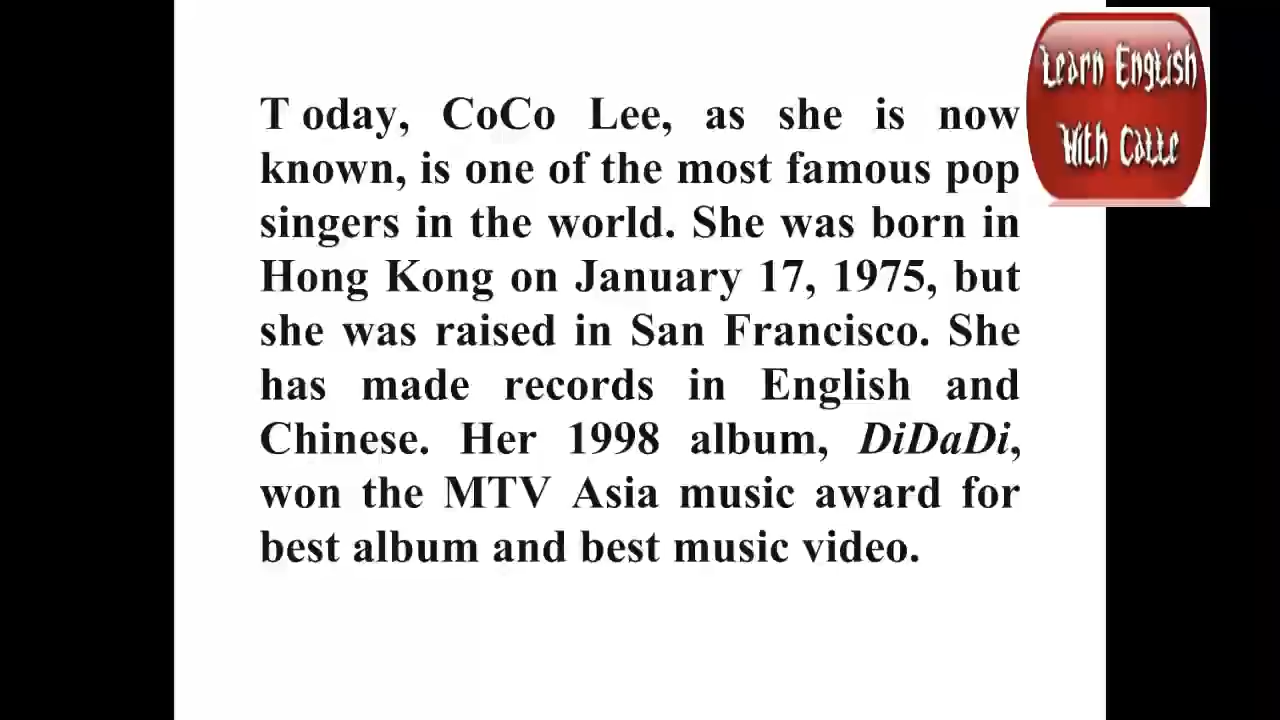 T oday, CoCo Lee, as she is now
known, is one of the most famous pop
singers in the world. She was born in
Hong Kong on January 17, 1975, but
she was raised in San Francisco. She
has made records in English and
Chinese. Her 1998 album, DiDaDi,
won the MTV Asia music award for
best album and best music video.
Learn English
With Catte